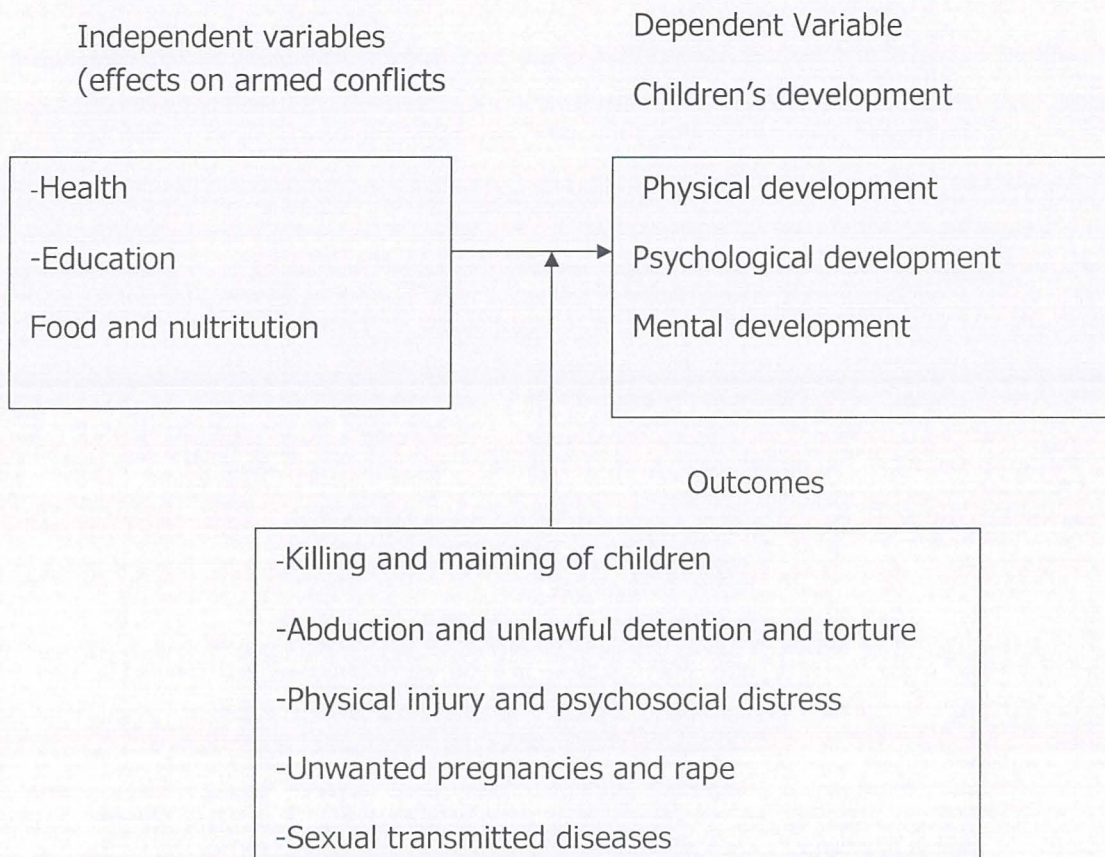 Independent variables
(effects on armed conflicts
Dependent Variable
Children's development
-Health
-Education
Food and nultritution
Physical development
Psychological development
Mental development
Outcomes
-Killing and maiming of children
-Abduction and unlawful detention and torture
-Physical injury and psychosocial distress
-Unwanted pregnancies and rape
-Sexual transmitted diseases